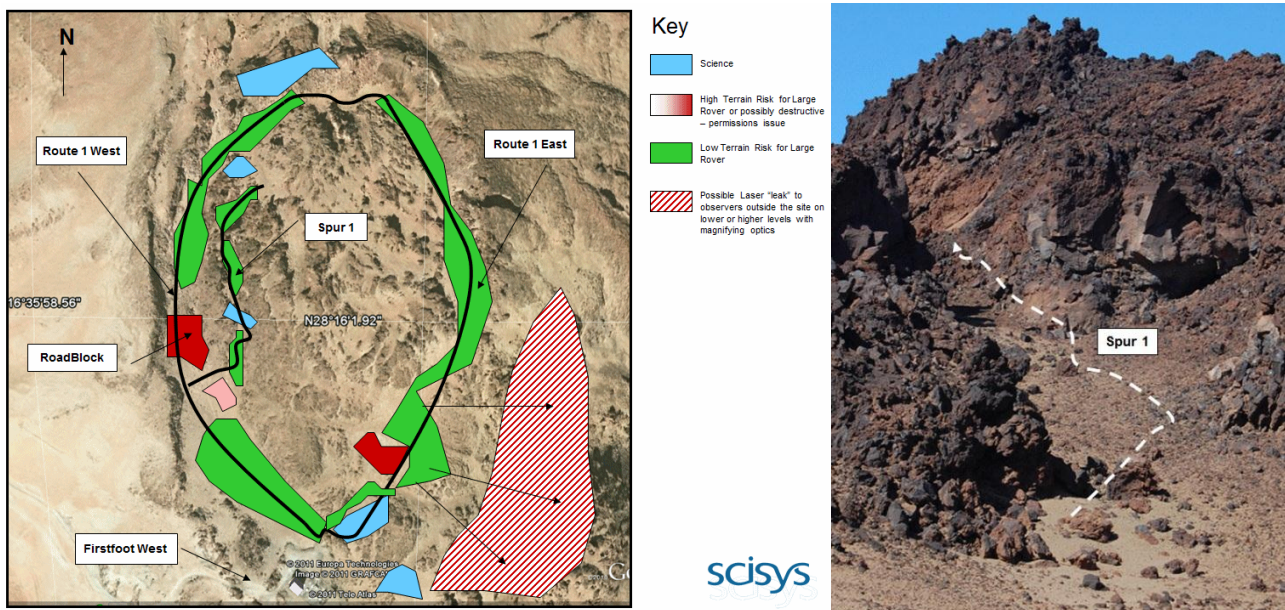 N
Route 1 West
Route 1 East
Spur 1
16°35'58.56"
N28°16'1.92"
RoadBlock
Firstfoot West
© 2011 Europa Technologies
© 2011 Tele Atlas
Key
Science
High Terrain Risk for Large
Rover or possibly destructive
– permissions issue
Low Terrain Risk for Large
Rover
Possible Laser “leak” to
observers outside the site on
lower or higher levels with
magnifying optics
scisys
Spur 1